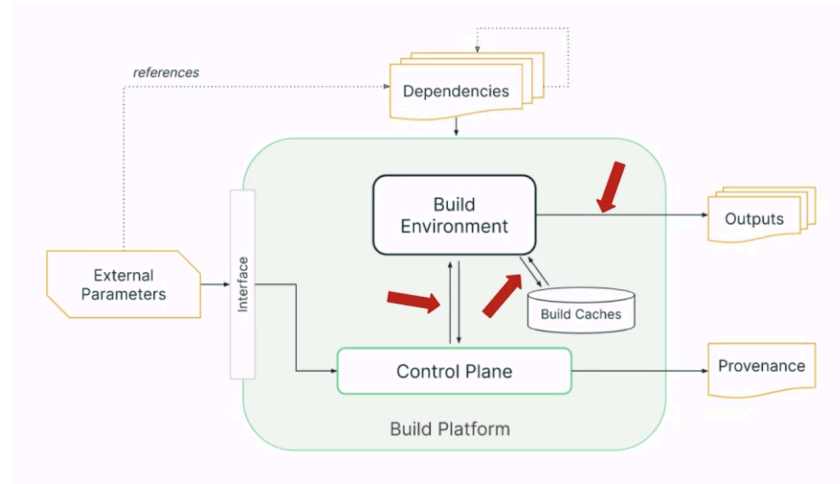 references
Dependencies
Build
Environment
Outputs
External
Parameters
Interface
Build Caches
Control Plane
Provenance
Build Platform